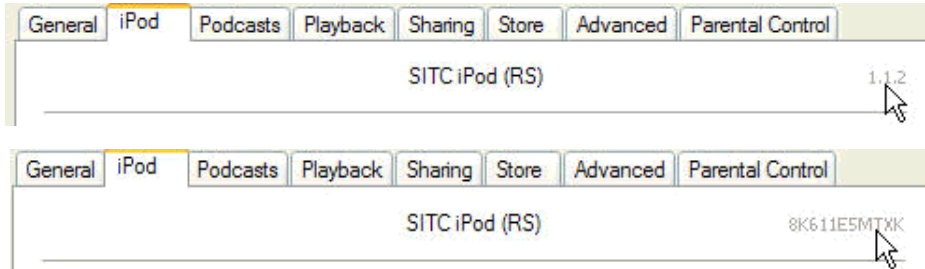 General iPod Podcasts Playback Sharing Store Advanced Parental Control
SITC iPod (RS) 1.1.2
General iPod Podcasts Playback Sharing Store Advanced Parental Control
SITC iPod (RS) 8K611E5MTXK